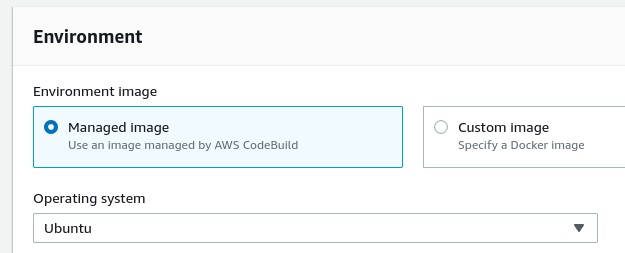 Environment
Environment image
Managed image
Use an image managed by AWS CodeBuild
Custom image
Specify a Docker image
Operating system
Ubuntu